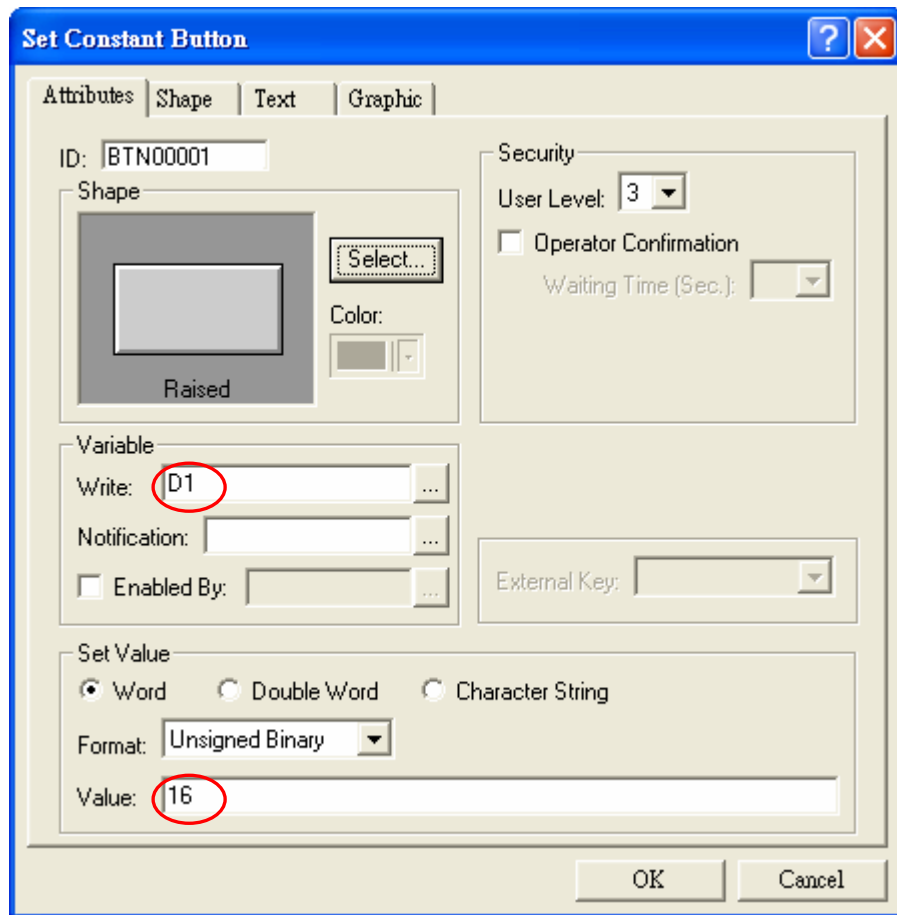 Set Constant Button
Attributes Shape Text Graphic
ID: BTN00001
Shape
Raised
Select...
Color:
Security
User Level: 3
Operator Confirmation
Waiting Time (Sec.):
Variable
Write: D1 ...
Notification: ...
Enabled By: ...
External Key:
Set Value
Word Double Word Character String
Format: Unsigned Binary
Value: 16
OK Cancel